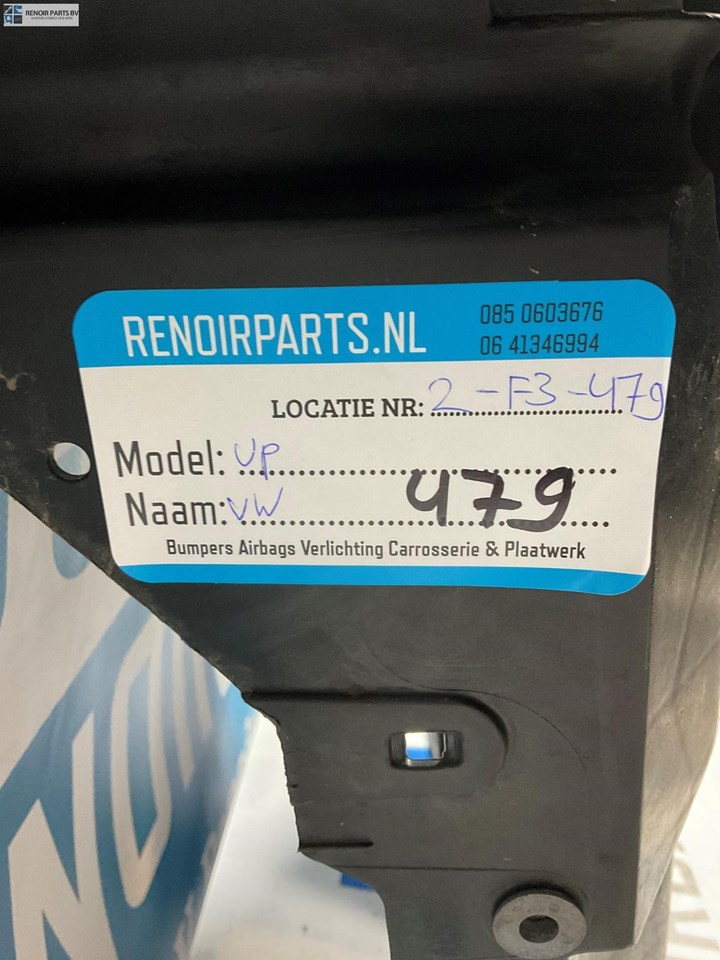 RENOIR PARTS BV
RENOIRPARTS.NL
085 0603676
06 41346994
LOCATIE NR: 2-F3-479
Model: UP
Naam: VW 479
Bumpers Airbags Verlichting Carrosserie & Plaatwerk